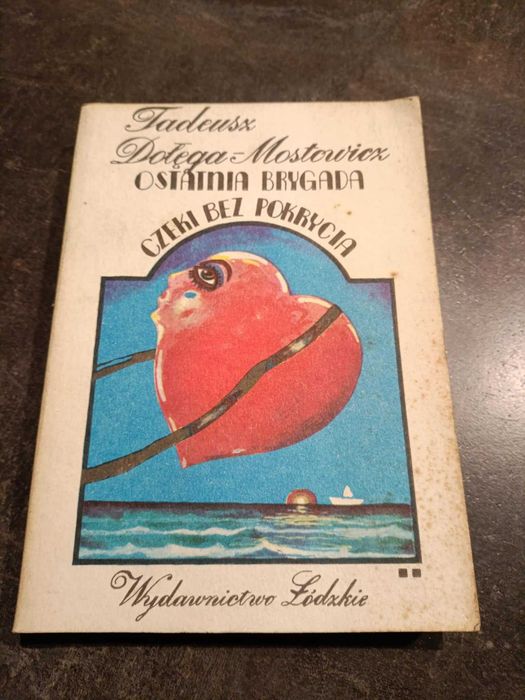 Tadeusz
Dołęga-Mostowicz
OSTATNIA BRYGADA
CZEKI BEZ POKRYCIA
Wydawnictwo Łódzkie